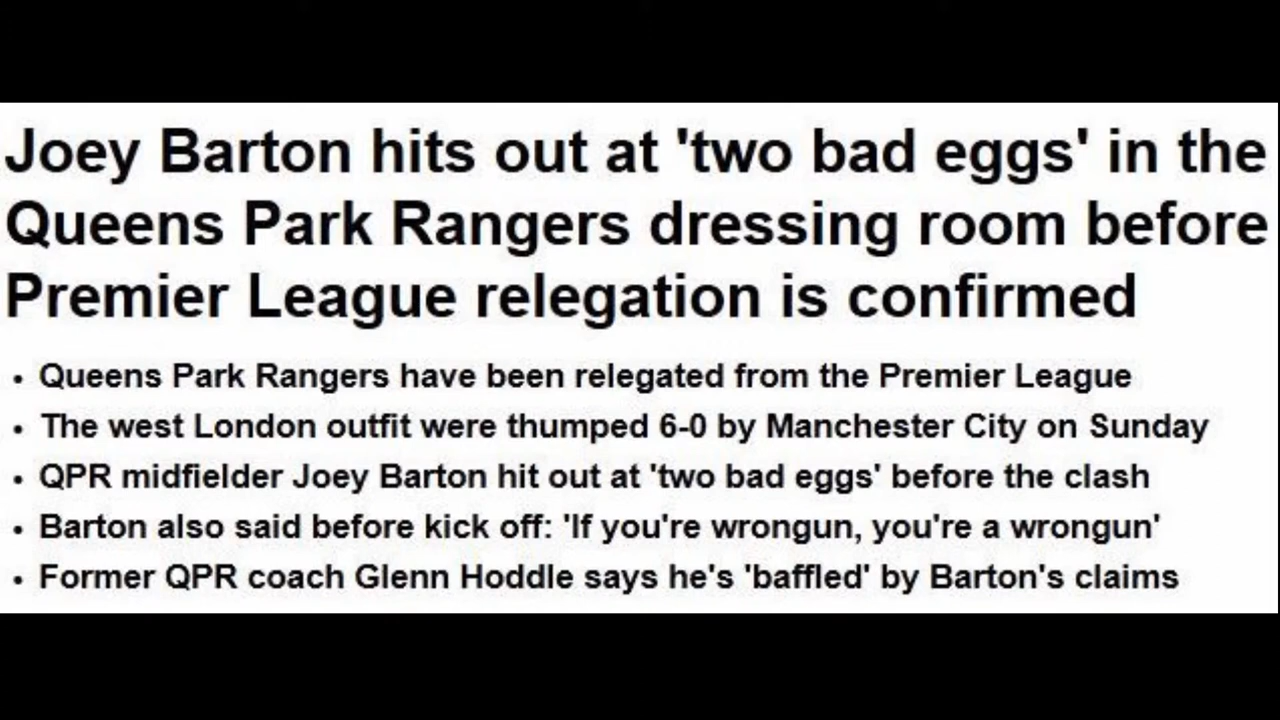 Joey Barton hits out at 'two bad eggs' in the
Queens Park Rangers dressing room before
Premier League relegation is confirmed
• Queens Park Rangers have been relegated from the Premier League
• The west London outfit were thumped 6-0 by Manchester City on Sunday
• QPR midfielder Joey Barton hit out at 'two bad eggs' before the clash
• Barton also said before kick off: 'If you're wrongun, you're a wrongun'
• Former QPR coach Glenn Hoddle says he's 'baffled' by Barton's claims